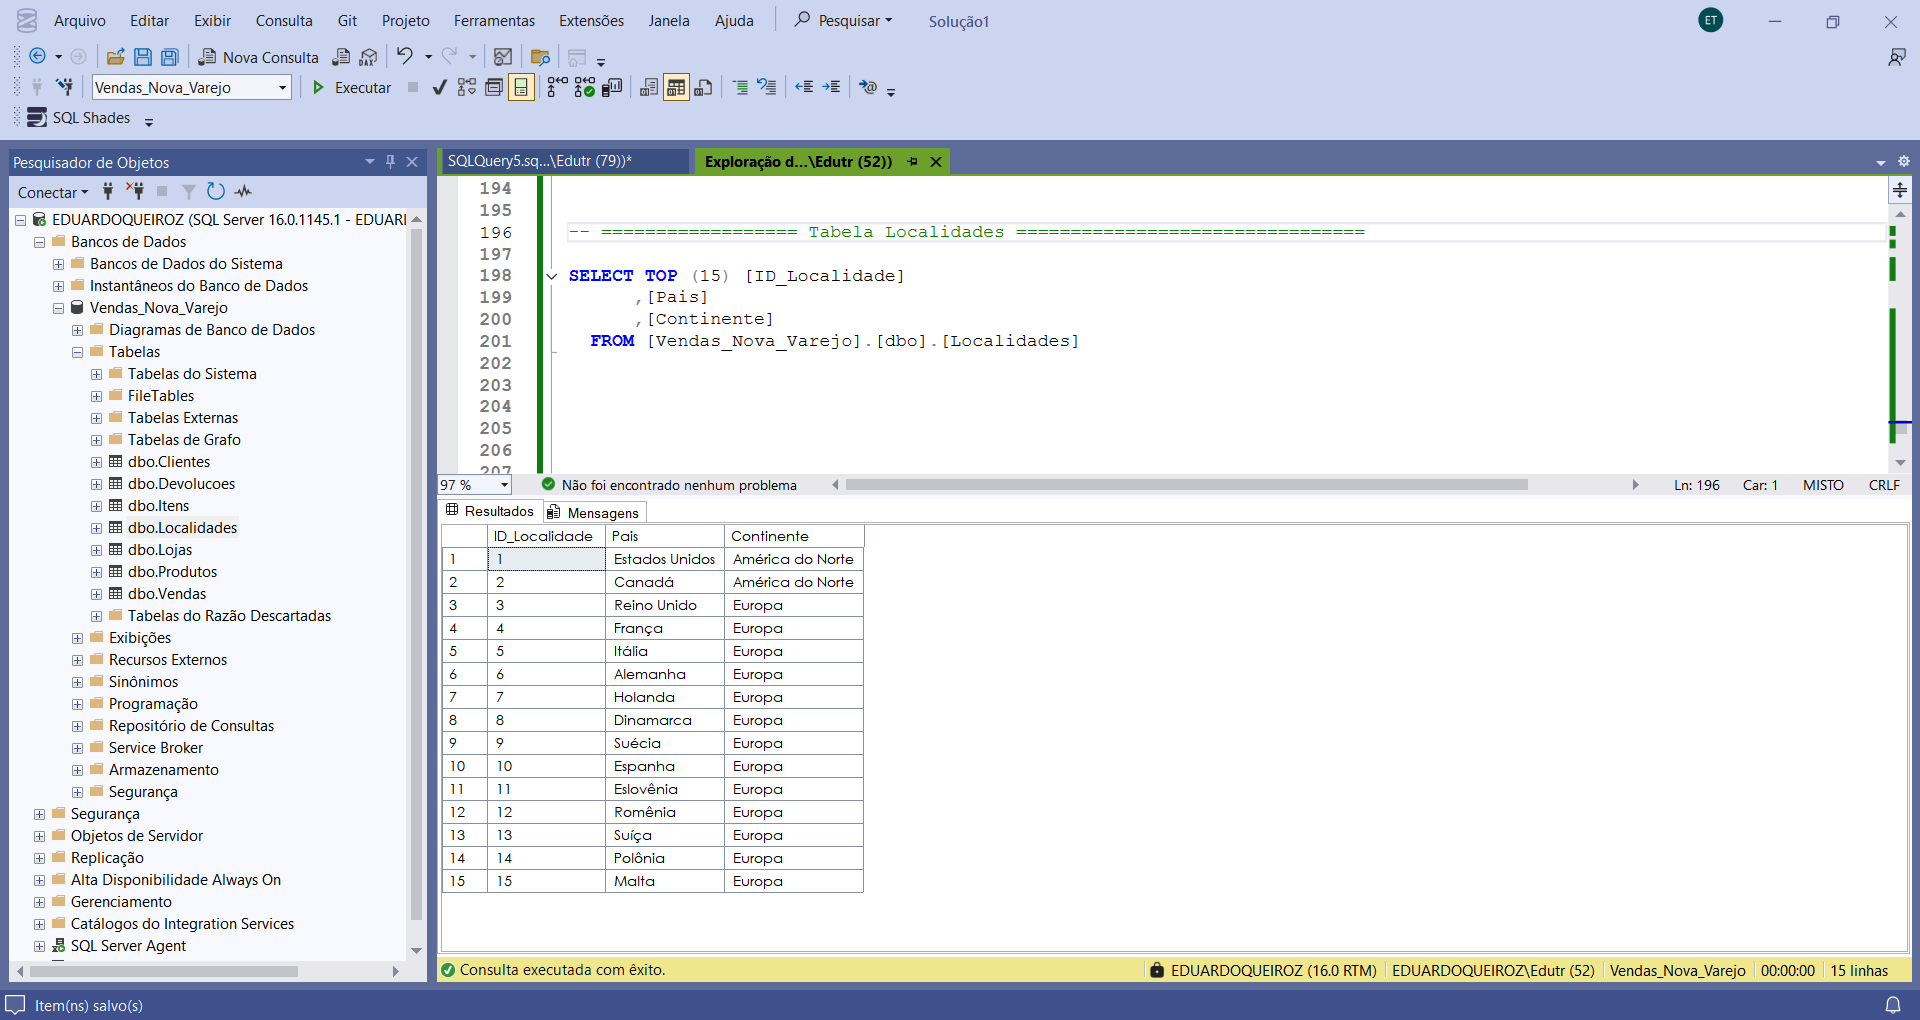 Arquivo Editar Exibir Consulta Git Projeto Ferramentas Extensões Janela Ajuda Pesquisar Solução1 ET
Nova Consulta DAX
Vendas_Nova_Varejo Executar
SQL Shades
Pesquisador de Objetos
Conectar
EDUARDOQUEIROZ (SQL Server 16.0.1145.1 - EDUARI
Bancos de Dados
Bancos de Dados do Sistema
Instantâneos do Banco de Dados
Vendas_Nova_Varejo
Diagramas de Banco de Dados
Tabelas
Tabelas do Sistema
FileTables
Tabelas Externas
Tabelas de Grafo
dbo.Clientes
dbo.Devolucoes
dbo.Itens
dbo.Localidades
dbo.Lojas
dbo.Produtos
dbo.Vendas
Tabelas do Razão Descartadas
Exibições
Recursos Externos
Sinônimos
Programação
Repositório de Consultas
Service Broker
Armazenamento
Segurança
Segurança
Objetos de Servidor
Replicação
Alta Disponibilidade Always On
Gerenciamento
Catálogos do Integration Services
SQL Server Agent
SQLQuery5.sq...\Edutr (79))* Exploração d...\Edutr (52))
194
195
196 -- ================== Tabela Localidades ================================
197
198 SELECT TOP (15) [ID_Localidade]
199 ,[Pais]
200 ,[Continente]
201 FROM [Vendas_Nova_Varejo].[dbo].[Localidades]
202
203
204
205
206
207
97 % Não foi encontrado nenhum problema Ln: 196 Car: 1 MISTO CRLF
Resultados Mensagens
ID_Localidade Pais Continente
1 1 Estados Unidos América do Norte
2 2 Canadá América do Norte
3 3 Reino Unido Europa
4 4 França Europa
5 5 Itália Europa
6 6 Alemanha Europa
7 7 Holanda Europa
8 8 Dinamarca Europa
9 9 Suécia Europa
10 10 Espanha Europa
11 11 Eslovênia Europa
12 12 Romênia Europa
13 13 Suíça Europa
14 14 Polônia Europa
15 15 Malta Europa
Consulta executada com êxito. EDUARDOQUEIROZ (16.0 RTM) EDUARDOQUEIROZ\Edutr (52) Vendas_Nova_Varejo 00:00:00 15 linhas
Item(ns) salvo(s)